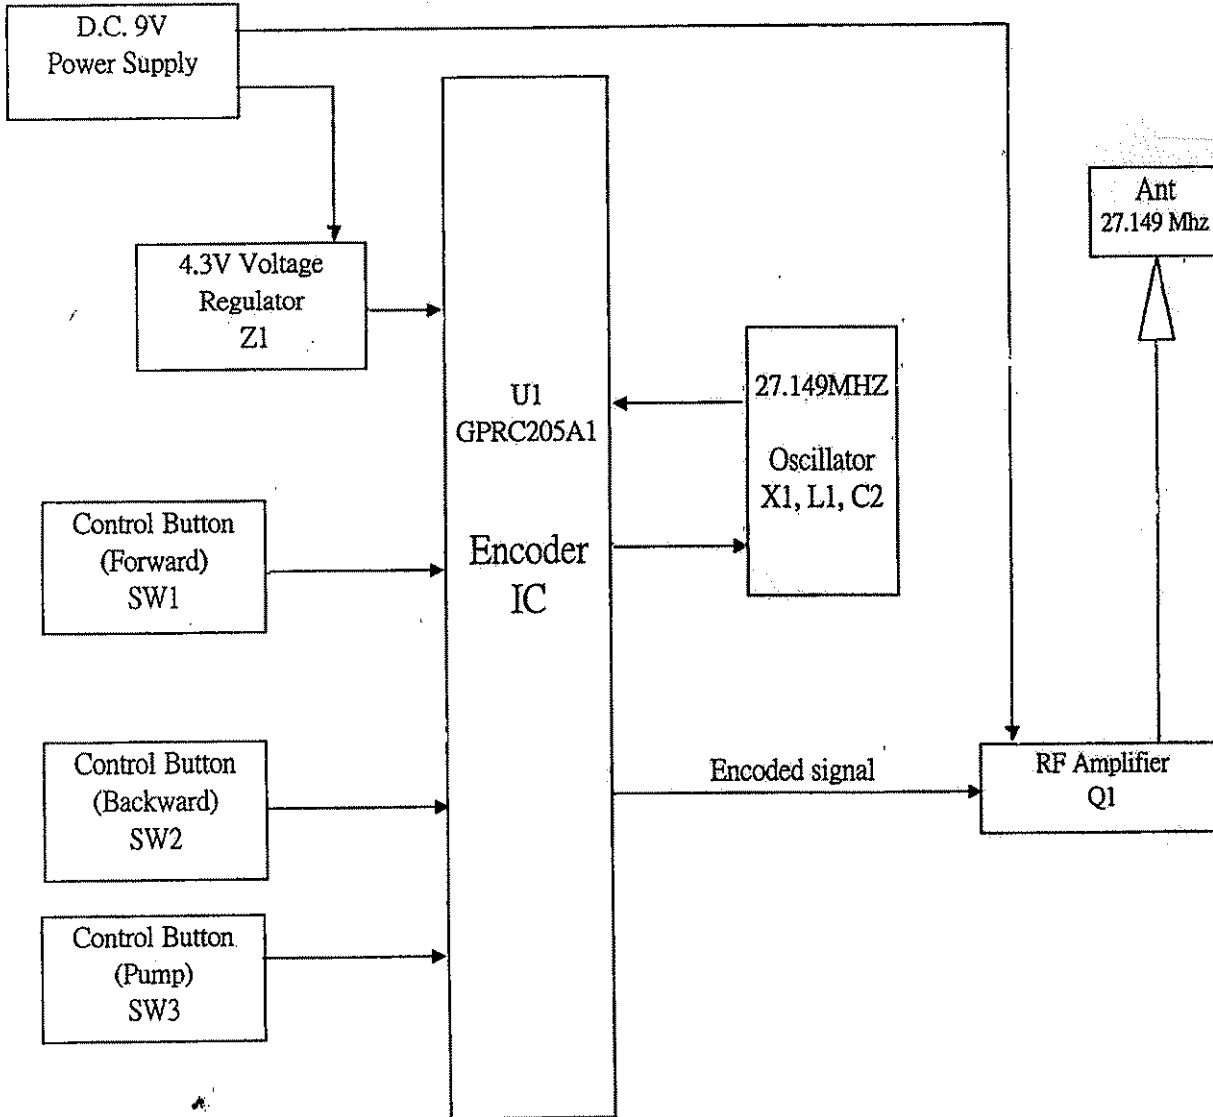 D.C. 9V
Power Supply
4.3V Voltage
Regulator
Z1
Control Button
(Forward)
SW1
Control Button
(Backward)
SW2
Control Button
(Pump)
SW3
U1
GPRC205A1
Encoder
IC
27.149MHZ
Oscillator
X1, L1, C2
Encoded signal
RF Amplifier
Q1
Ant
27.149 Mhz